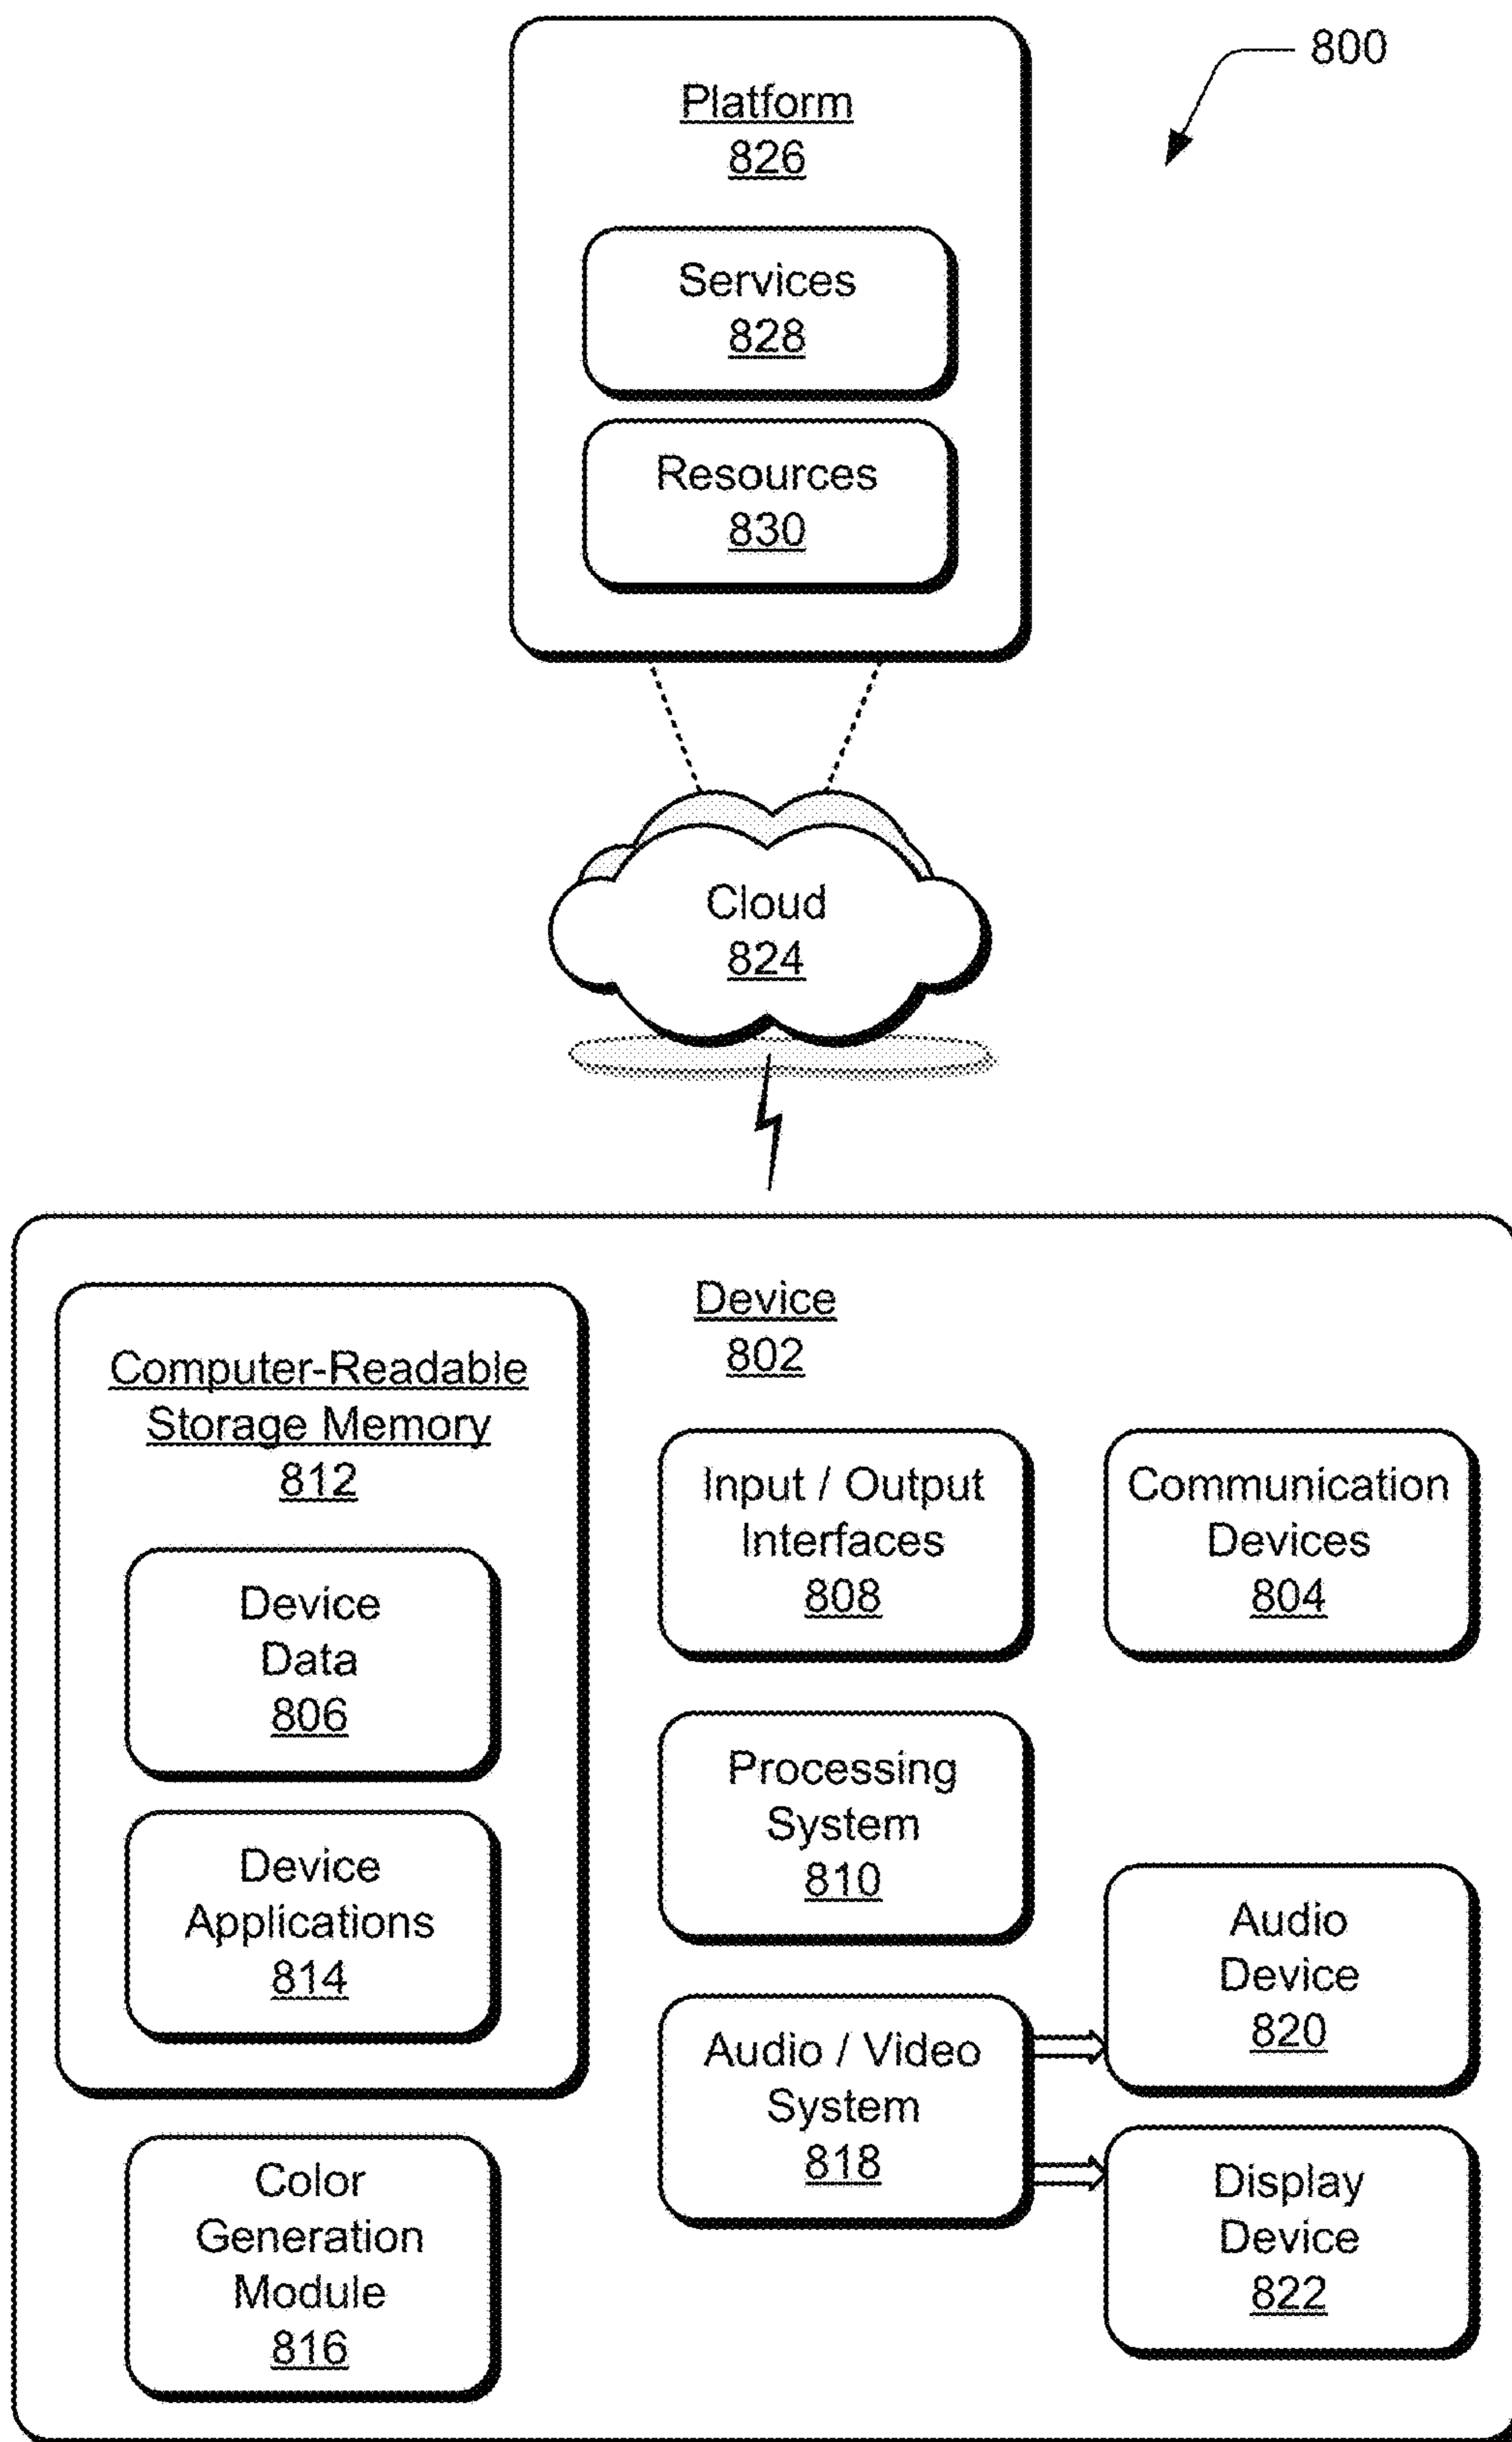 800
Platform
826
Services
828
Resources
830
Cloud
824
Device
802
Computer-Readable
Storage Memory
812
Device
Data
806
Device
Applications
814
Color
Generation
Module
816
Input / Output
Interfaces
808
Processing
System
810
Audio / Video
System
818
Communication
Devices
804
Audio
Device
820
Display
Device
822